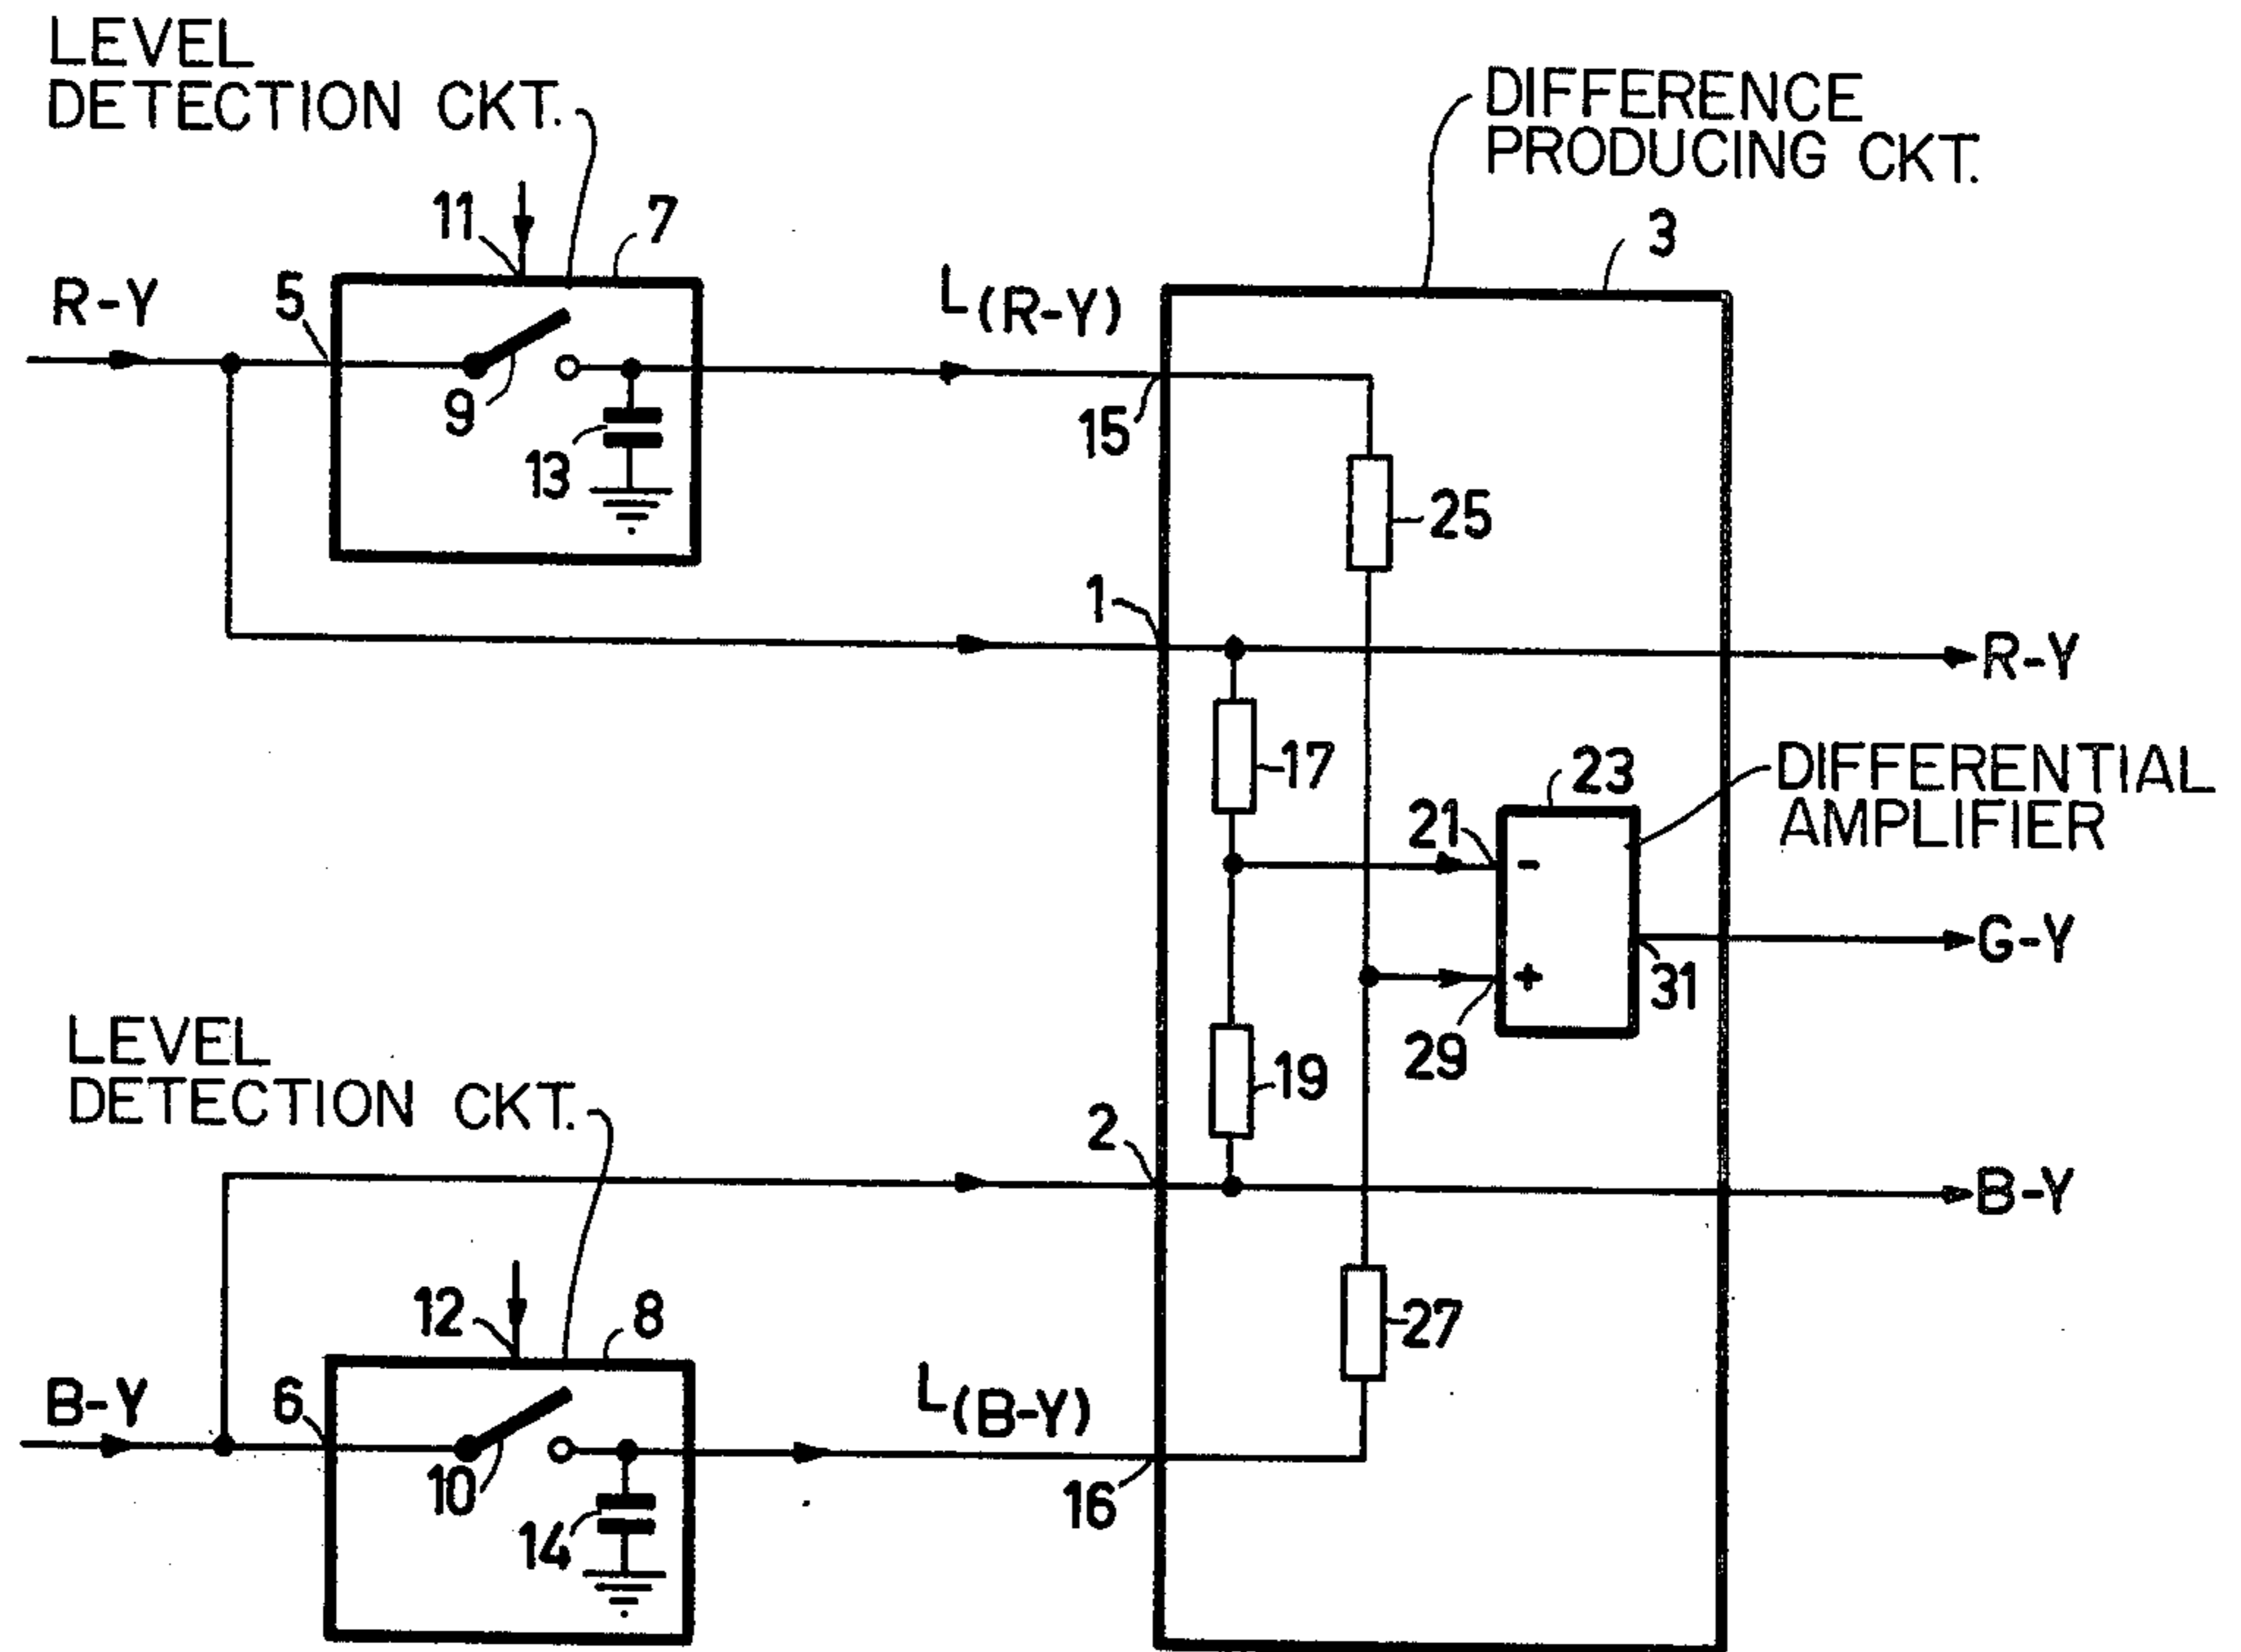 LEVEL
DETECTION CKT.
DIFFERENCE
PRODUCING CKT.
11
7
3
R-Y
5
L(R-Y)
9
15
13
25
1
R-Y
17
23
DIFFERENTIAL
AMPLIFIER
21
-
G-Y
+
31
29
LEVEL
DETECTION CKT.
19
2
B-Y
12
8
27
B-Y
6
L(B-Y)
10
16
14